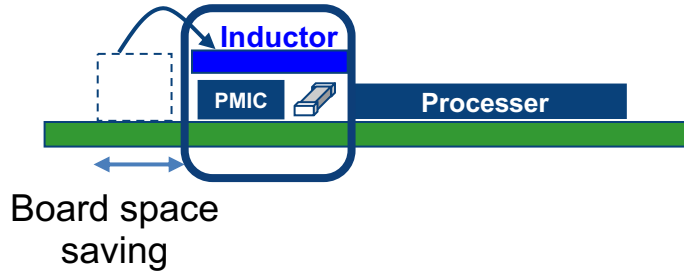 Inductor
PMIC
Processer
Board space
saving